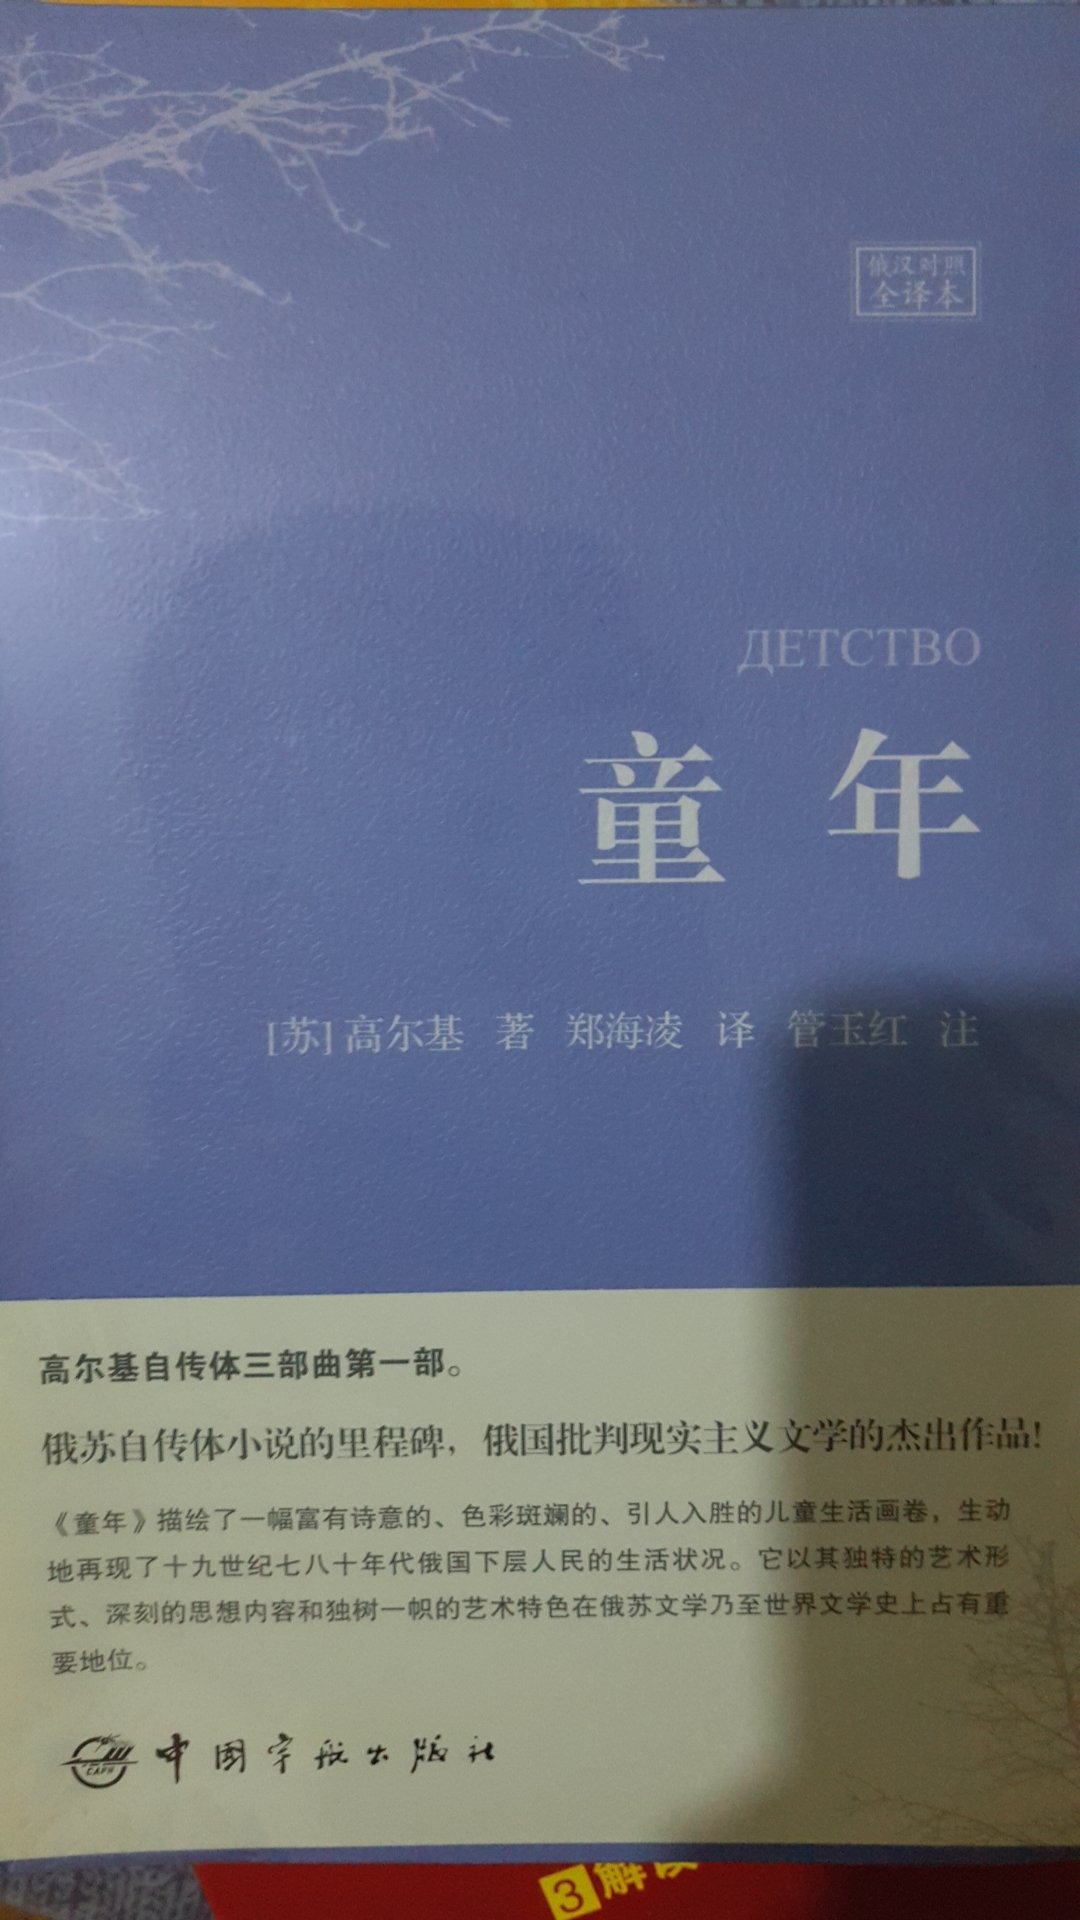 俄汉对照
全译本
ДЕТСТВО
童年
[苏]高尔基 著 郑海凌 译 管玉红 注
高尔基自传体三部曲第一部。
俄苏自传体小说的里程碑，俄国批判现实主义文学的杰出作品！
《童年》描绘了一幅富有诗意的、色彩斑斓的、引人入胜的儿童生活画卷，生动
地再现了十九世纪七八十年代俄国下层人民的生活状况。它以其独特的艺术形
式、深刻的思想内容和独树一帜的艺术特色在俄苏文学乃至世界文学史上占有重
要地位。
CAPH 中国宇航出版社
3 解读